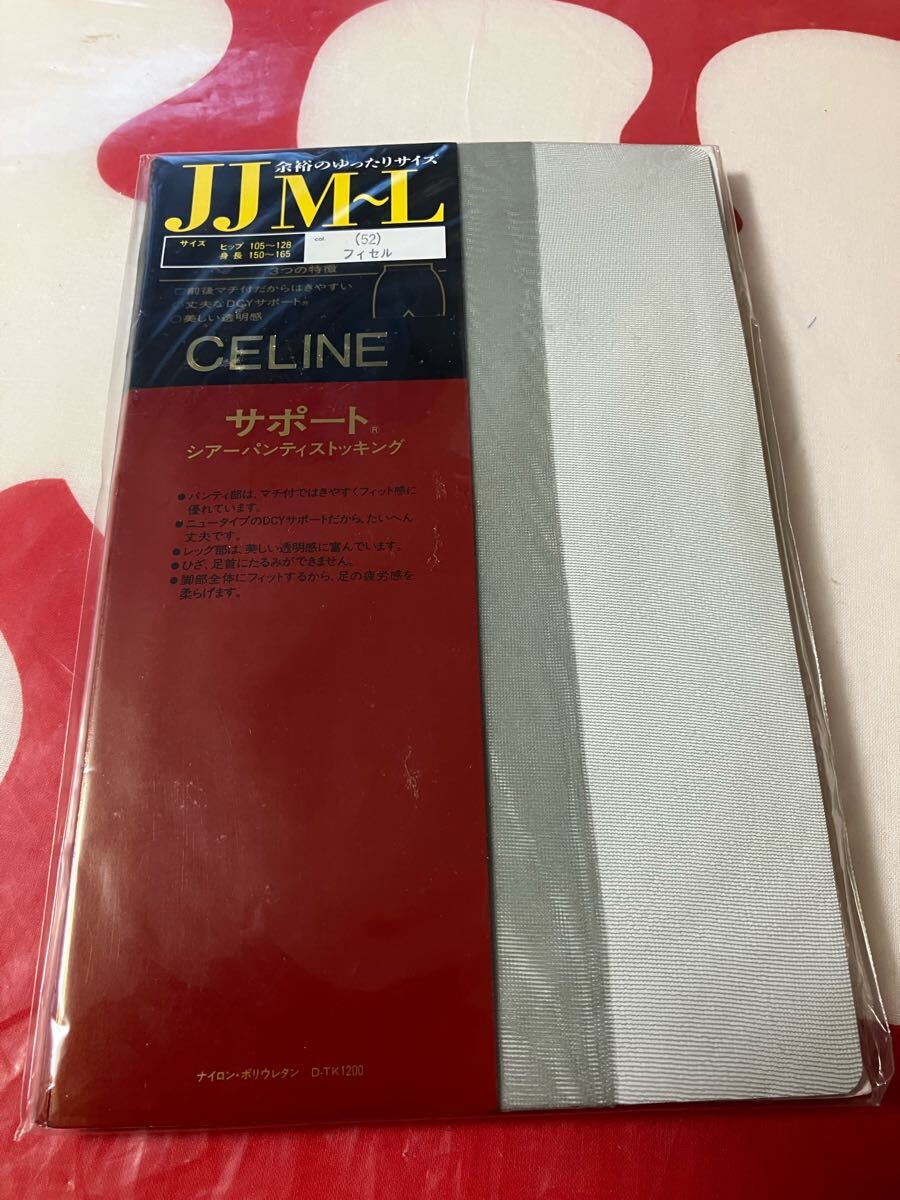 余裕のゆったりサイズ
JJM~L
サイズ ヒップ 105~128
身長 150~165
col. (52)
フィセル
3つの特徴
○前後マチ付だからはきやすい
○丈夫なDCYサポート®
○美しい透明感
CELINE
サポート®
シアーパンティストッキング
●パンティ部は、マチ付ではきやすくフィット感に
優れています。
●ニュータイプのDCYサポートだから、たいへん
丈夫です。
●レッグ部は、美しい透明感に富んでいます。
●ひざ、足首にたるみができません。
●脚部全体にフィットするから、足の疲労感を
柔らげます。
ナイロン・ポリウレタン D-TK1200